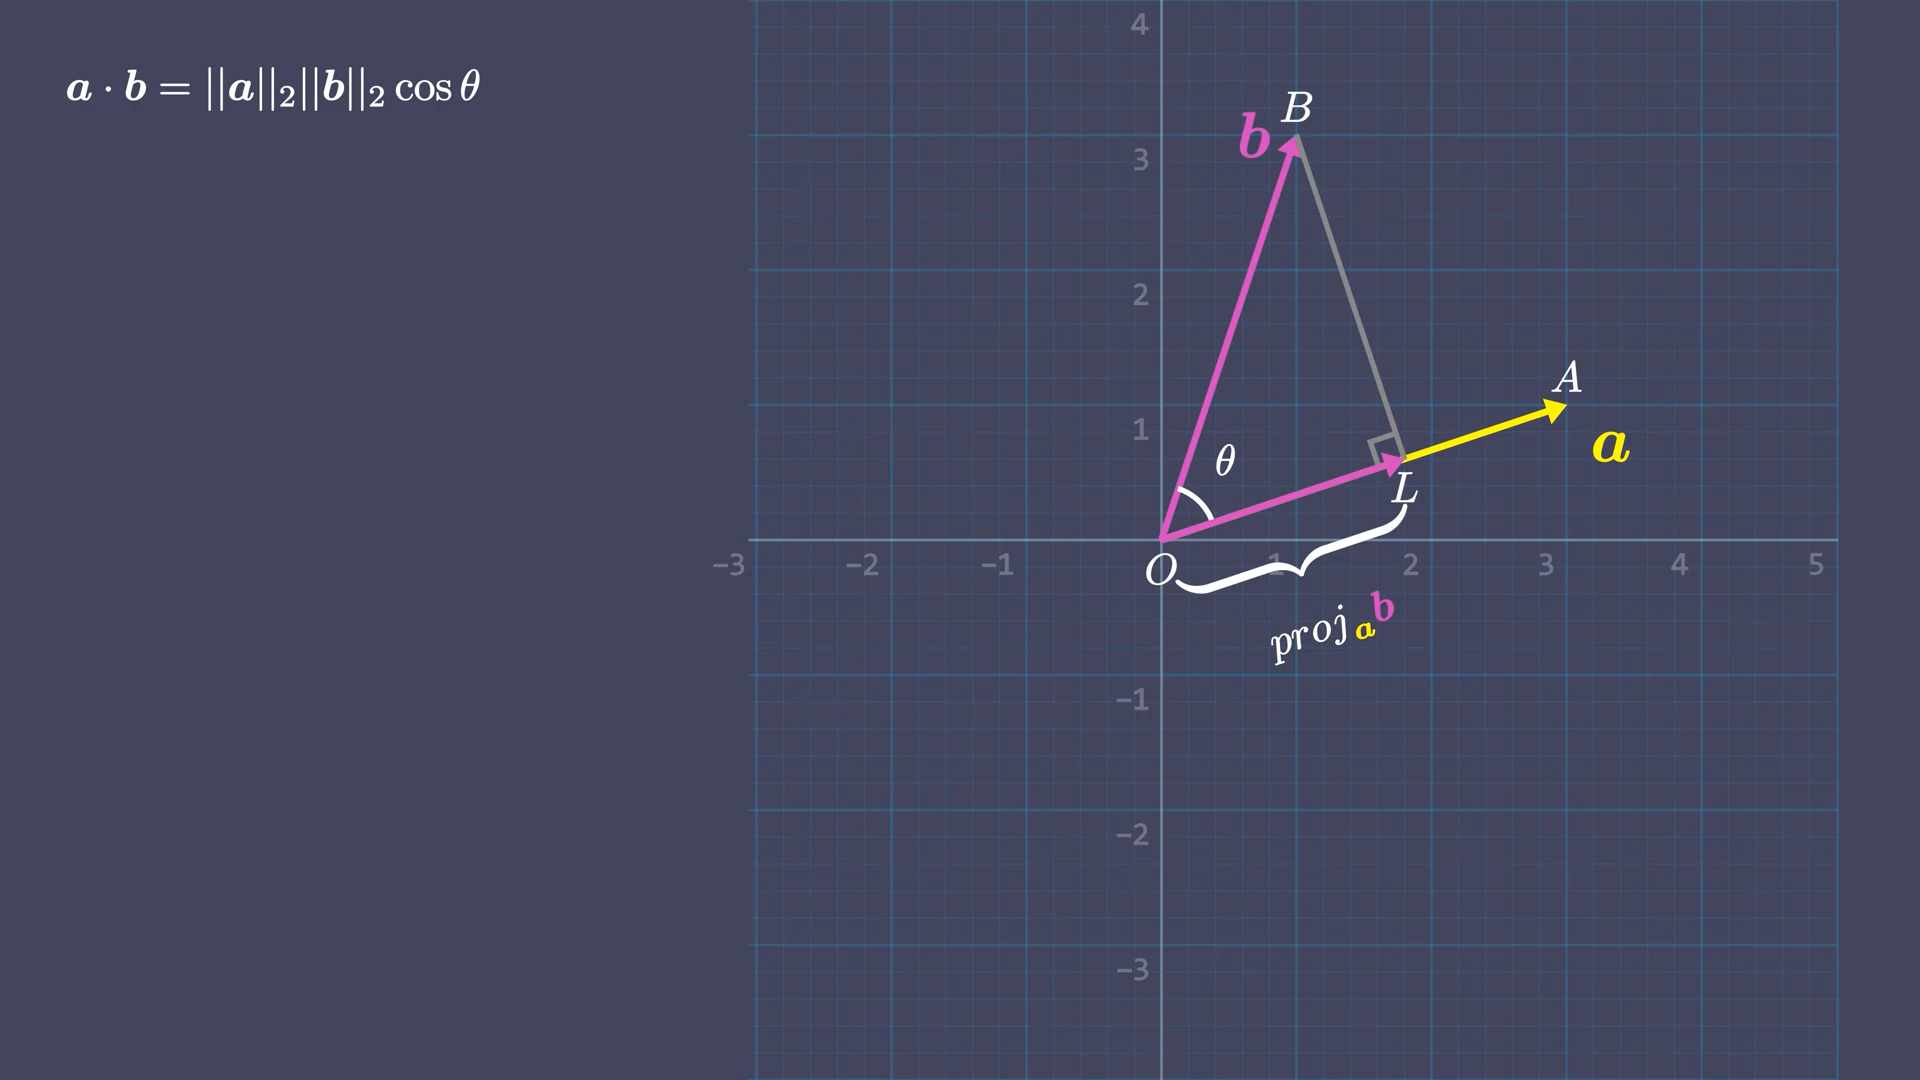 a · b = ||a||₂||b||₂ cos θ
4
B
b
3
2
A
1
a
θ
L
O
-3 -2 -1 1 2 3 4 5
proj a b
-1
-2
-3